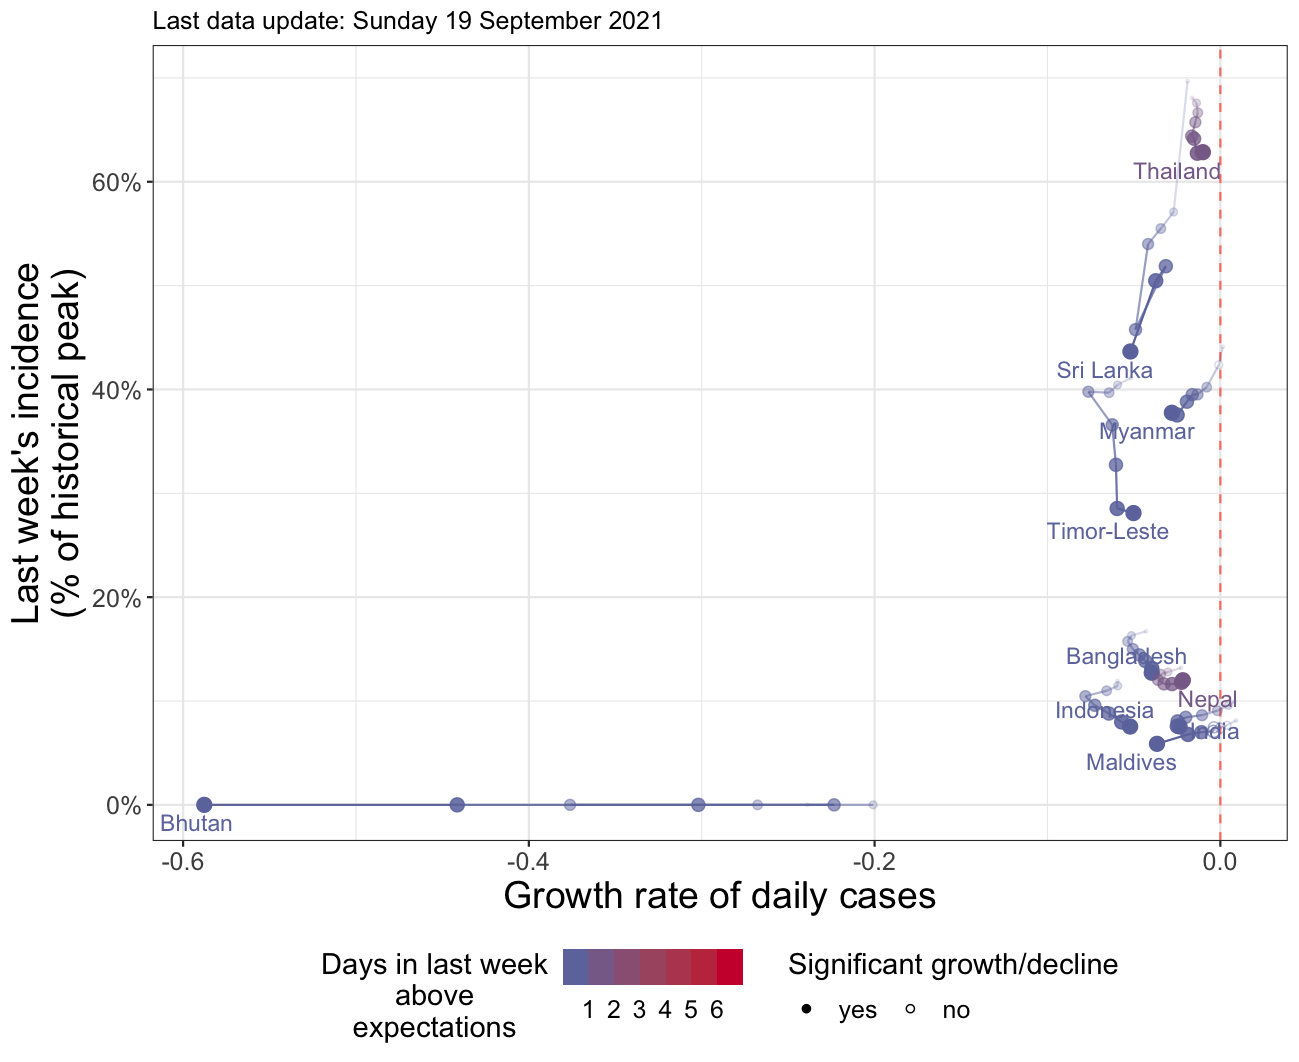 Last data update: Sunday 19 September 2021
Last week's incidence
(% of historical peak)
60%
40%
20%
0%
Thailand
Sri Lanka
Myanmar
Timor-Leste
Bangladesh
Nepal
Indonesia
India
Maldives
Bhutan
-0.6
-0.4
-0.2
0.0
Growth rate of daily cases
Days in last week
above
expectations
1 2 3 4 5 6
Significant growth/decline
yes
no